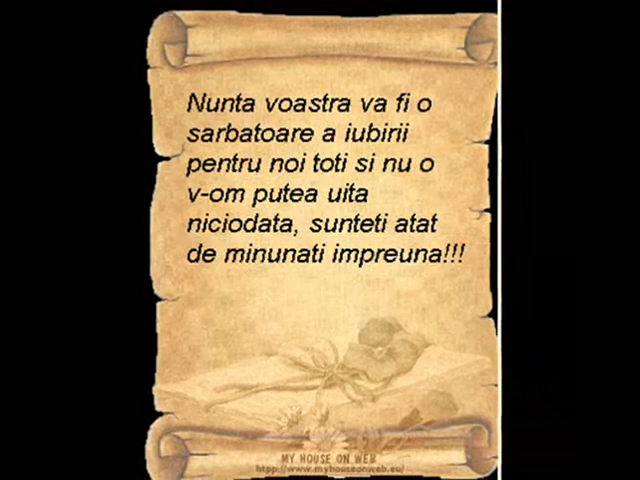 Nunta voastra va fi o
sarbatoare a iubirii
pentru noi toti si nu o
v-om putea uita
niciodata, sunteti atat
de minunati impreuna!!!
MY HOUSE ON WEB
http://www.myhouseonweb.eu/